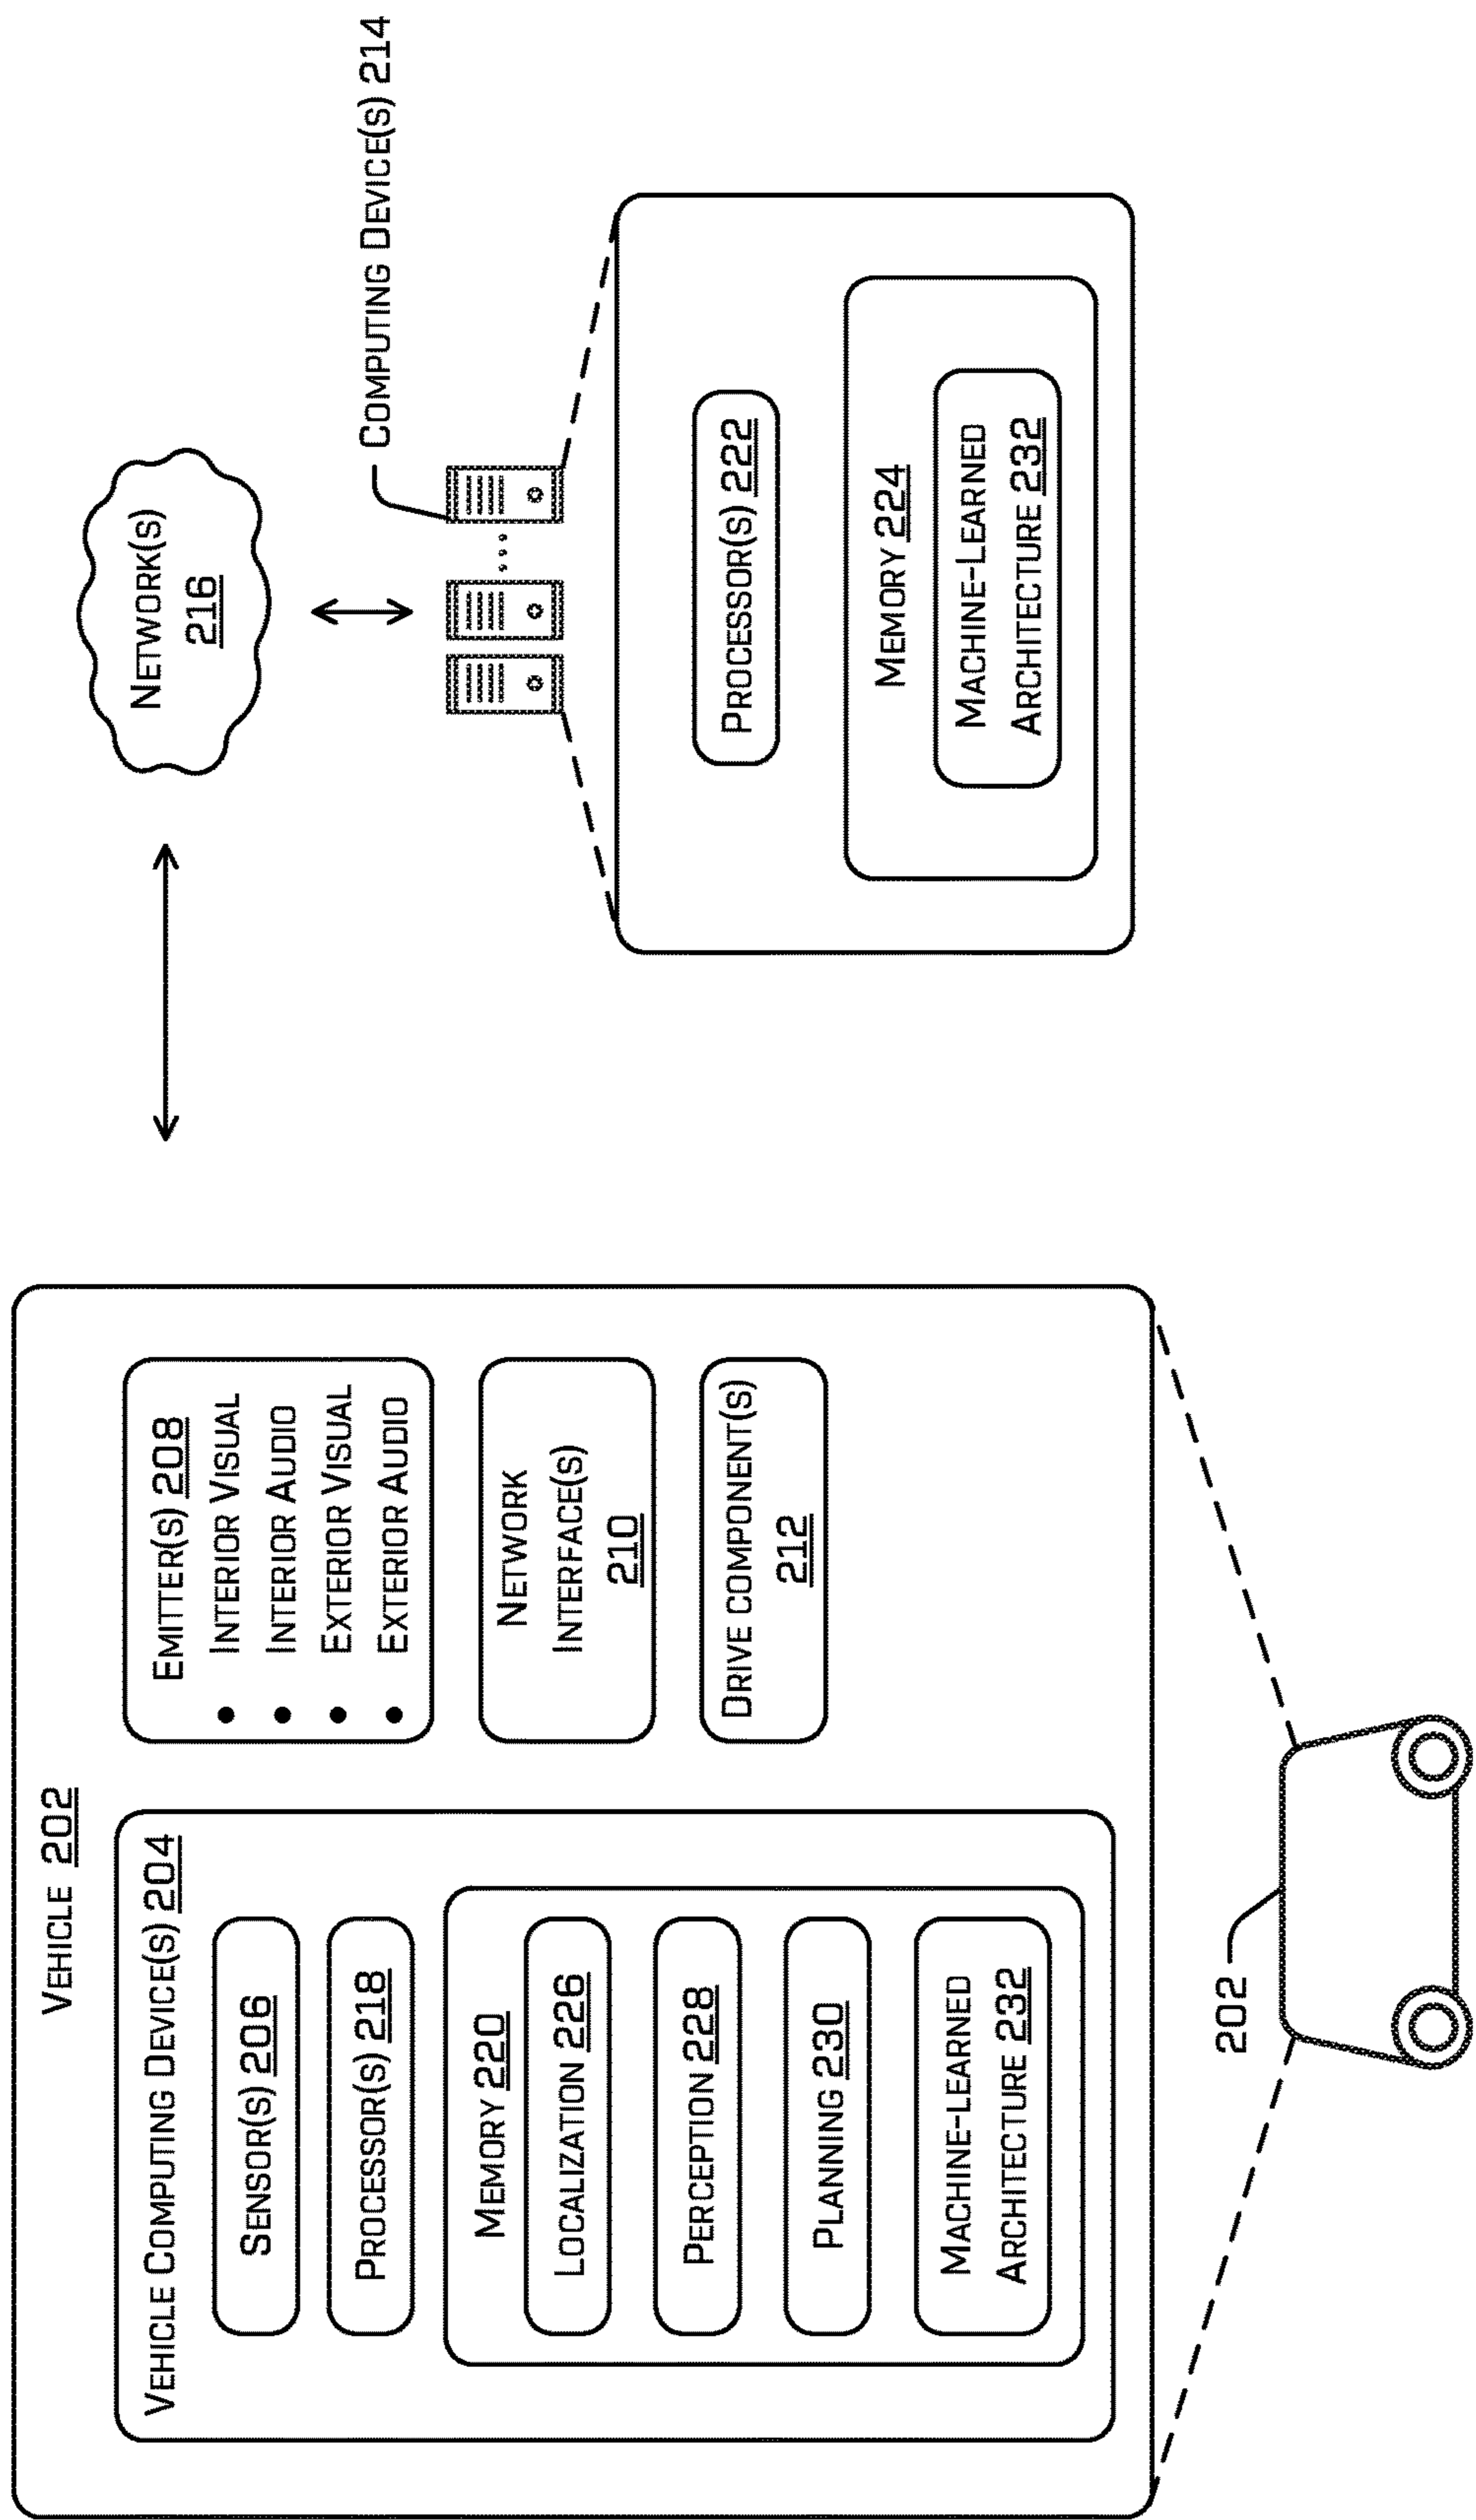 VEHICLE 202
VEHICLE COMPUTING DEVICE(S) 204
SENSOR(S) 206
PROCESSOR(S) 218
MEMORY 220
LOCALIZATION 226
PERCEPTION 228
PLANNING 230
MACHINE-LEARNED
ARCHITECTURE 232
EMITTER(S) 208
• INTERIOR VISUAL
• INTERIOR AUDIO
• EXTERIOR VISUAL
• EXTERIOR AUDIO
NETWORK
INTERFACE(S)
210
DRIVE COMPONENT(S)
212
202
NETWORK(S)
216
COMPUTING DEVICE(S) 214
PROCESSOR(S) 222
MEMORY 224
MACHINE-LEARNED
ARCHITECTURE 232